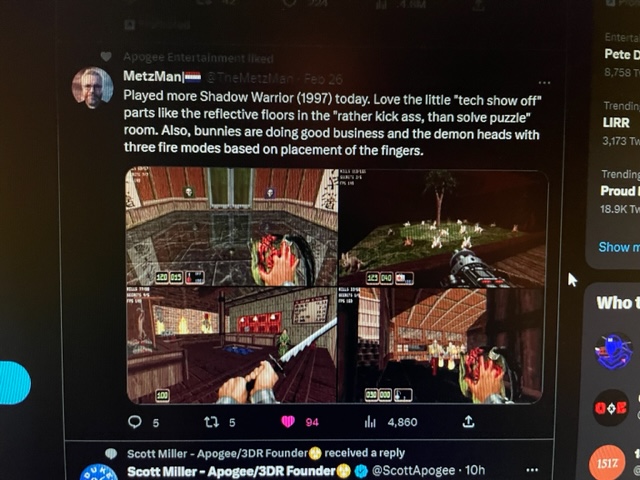 Apogee Entertainment liked
MetzMan| @TheMetzMan · Feb 26
Played more Shadow Warrior (1997) today. Love the little "tech show off"
parts like the reflective floors in the "rather kick ass, than solve puzzle"
room. Also, bunnies are doing good business and the demon heads with
three fire modes based on placement of the fingers.
5
5
94
4,860
Scott Miller - Apogee/3DR Founder received a reply
Scott Miller - Apogee/3DR Founder @ScottApogee · 10h
DUKE
Enterta
Pete D
8,758 T
Trending
LIRR
3,173 Tw
Trending
Proud
18.9K Tw
Show m
Who t
1517